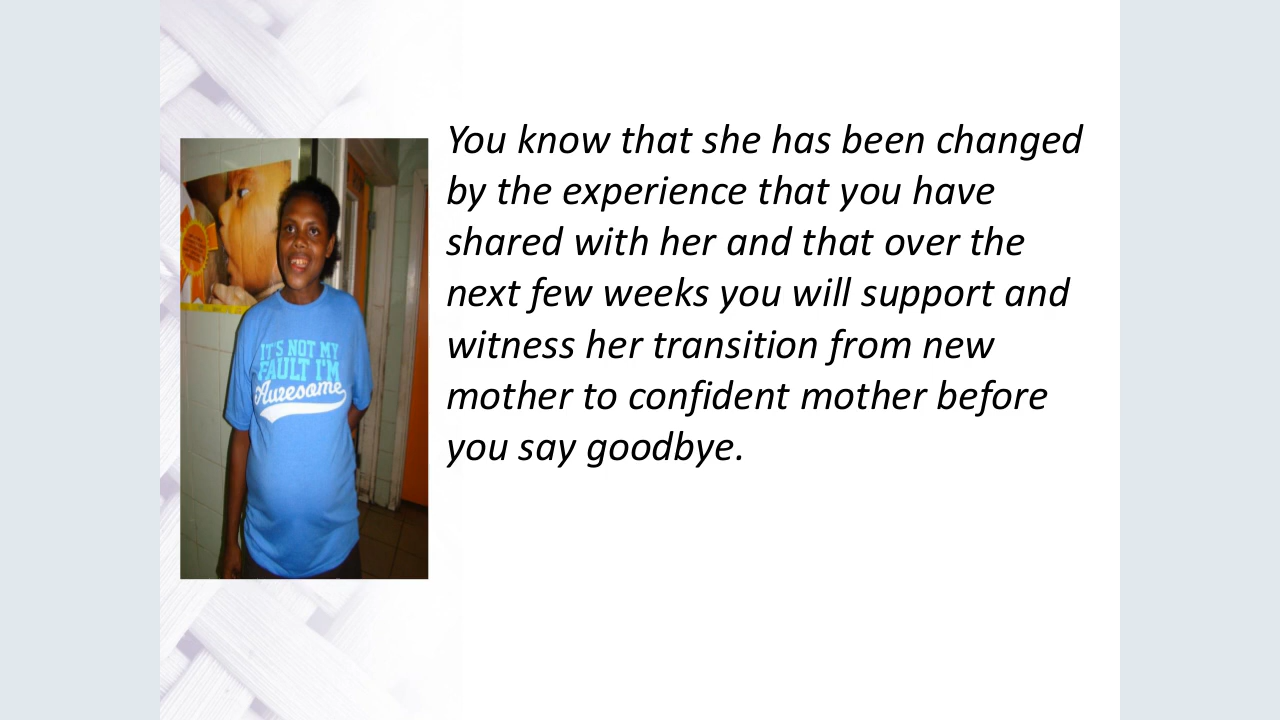 You know that she has been changed
by the experience that you have
shared with her and that over the
next few weeks you will support and
witness her transition from new
mother to confident mother before
you say goodbye.
IT'S NOT MY
FAULT I'M
Awesome